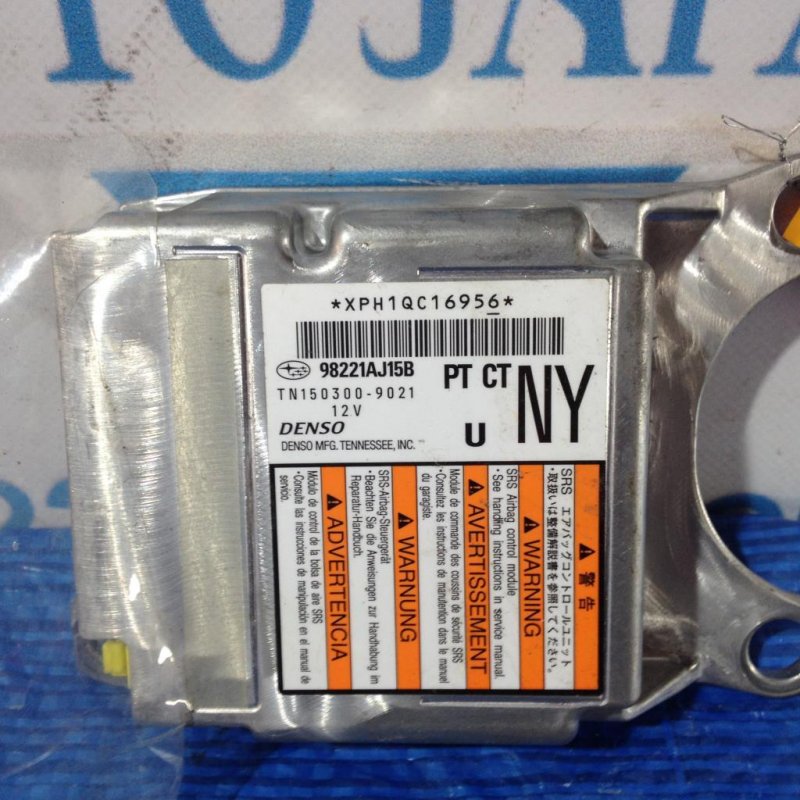 TO JAPA
*XPH1QC16956*
98221AJ15B
PT CT NY
TN150300-9021
12V
DENSO
U
DENSO MFG. TENNESSEE, INC.
警告
SRS エアバッグコントロールユニット
・取扱いは整備解説書を参照してください。
WARNING
SRS Airbag control module
・See handling instructions in service manual.
AVERTISSEMENT
Module de commande des coussins de sécurité SRS
・Consultez les instructions de manutention dans le manuel
du garagiste.
WARNUNG
SRS-Airbag-Steuergerät
・Beachten Sie die Anweisungen zur Handhabung im
Reparatur-Handbuch.
ADVERTENCIA
Módulo de control de la bolsa de aire SRS
・Consulte las instrucciones de manipulación en el manual de
servicio.